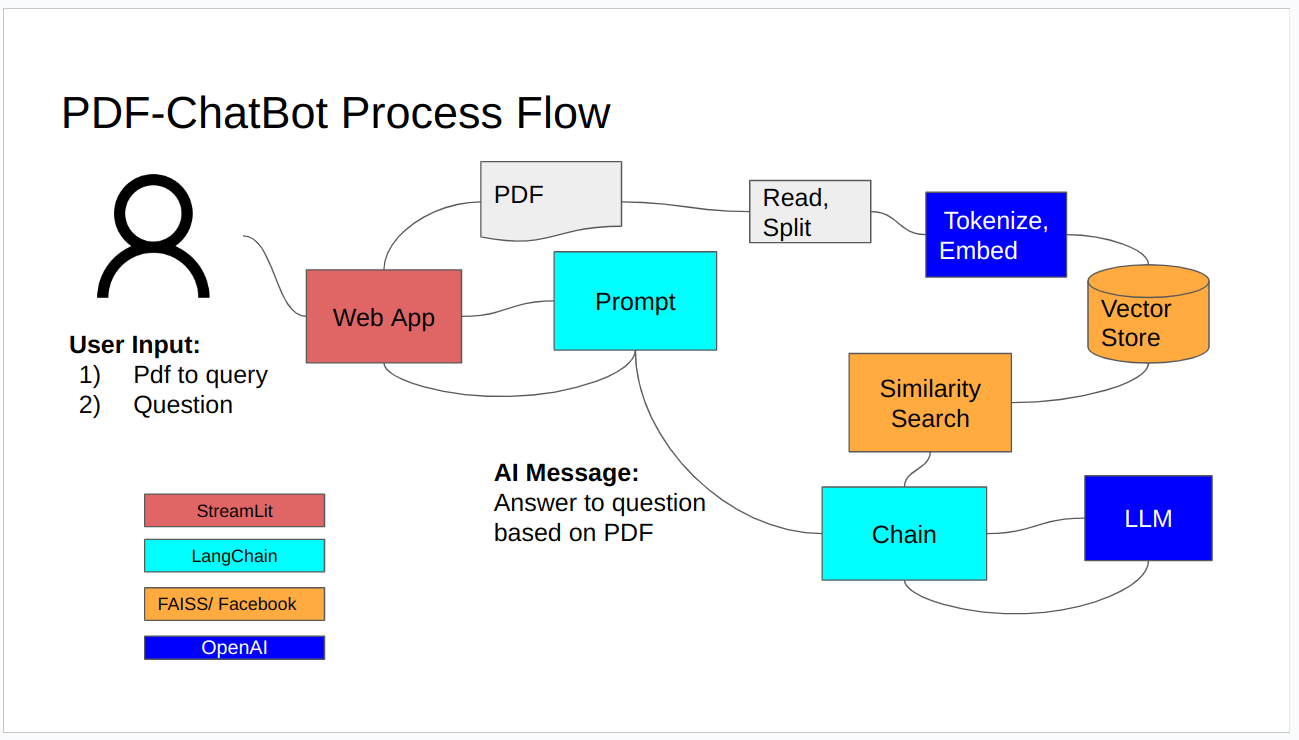 PDF-ChatBot Process Flow
PDF
Read,
Split
Tokenize,
Embed
Web App
Prompt
Vector
Store
User Input:
1) Pdf to query
2) Question
Similarity
Search
AI Message:
Answer to question
based on PDF
Chain
LLM
StreamLit
LangChain
FAISS/ Facebook
OpenAI